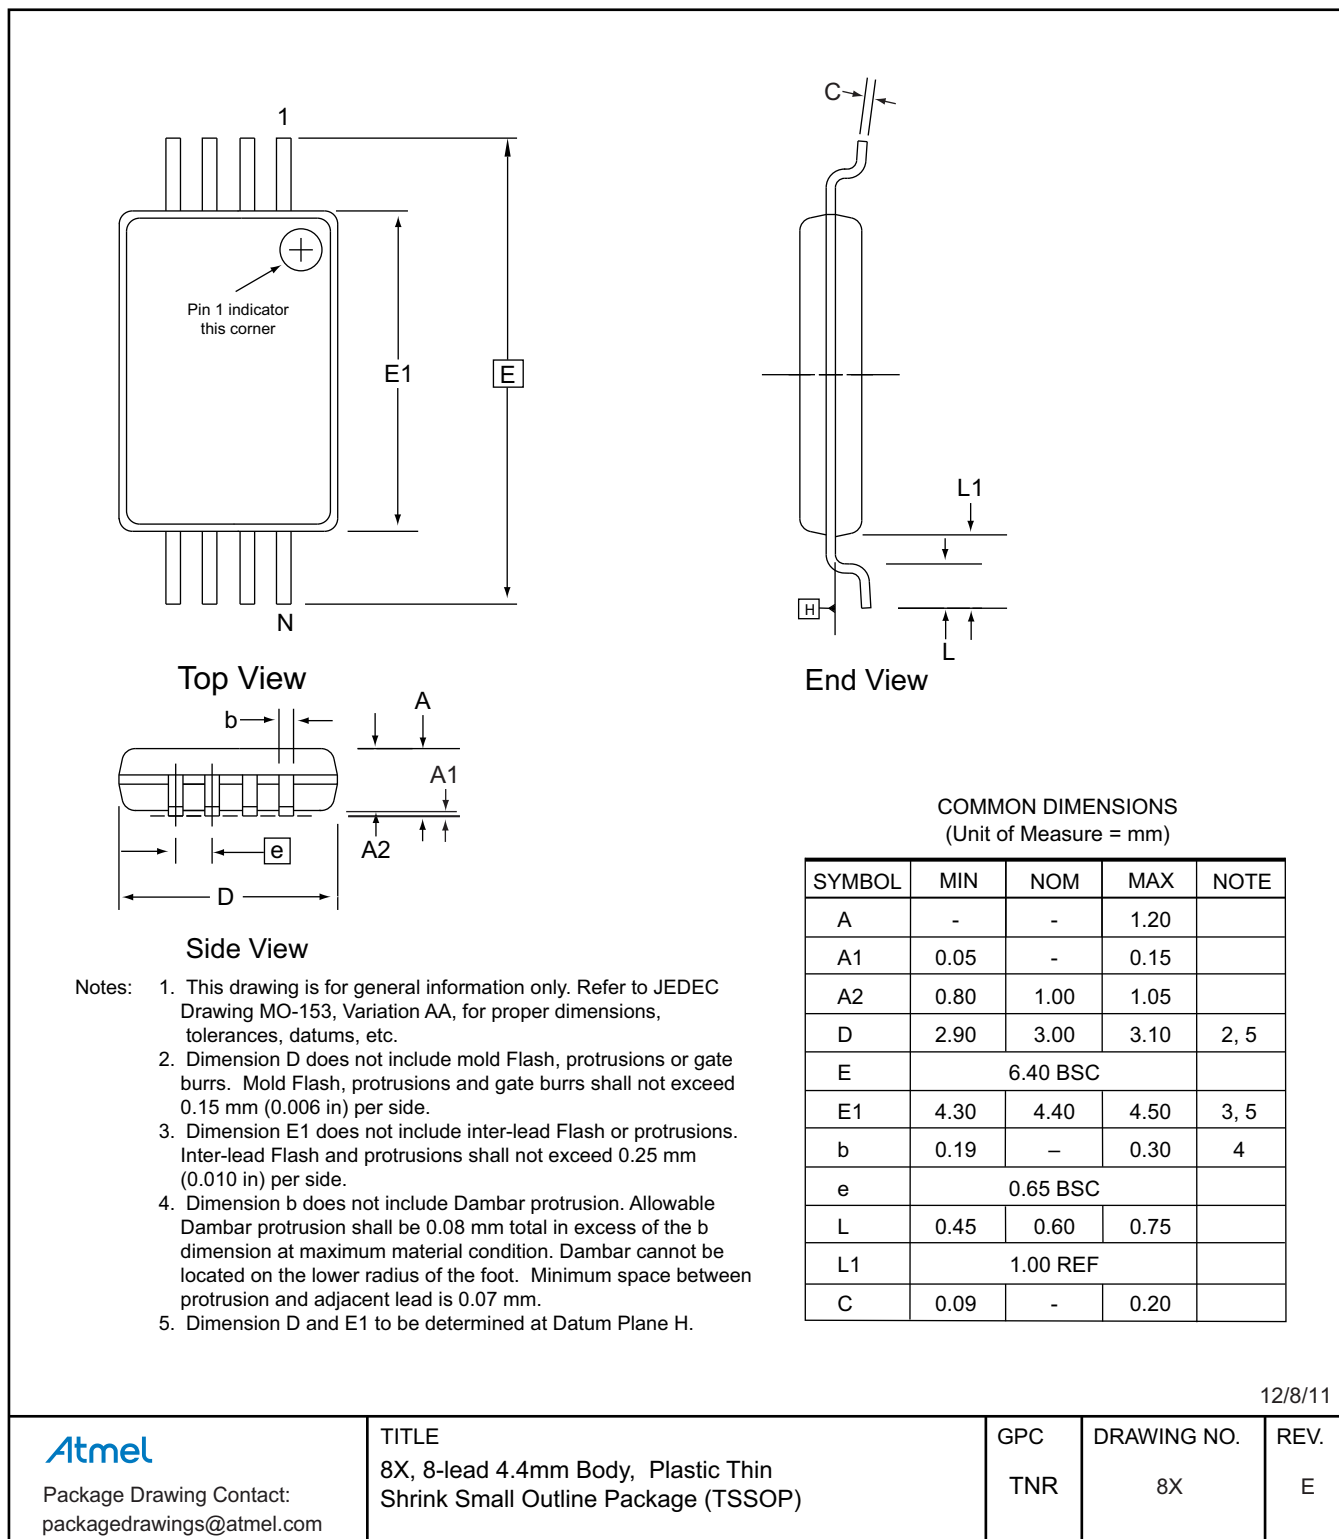 1
Pin 1 indicator
this corner
E1
E
N
Top View
C
L1
H
L
End View
b
A
A1
A2
e
D
Side View
COMMON DIMENSIONS
(Unit of Measure = mm)
SYMBOL MIN NOM MAX NOTE
A - - 1.20
A1 0.05 - 0.15
A2 0.80 1.00 1.05
D 2.90 3.00 3.10 2, 5
E 6.40 BSC
E1 4.30 4.40 4.50 3, 5
b 0.19 – 0.30 4
e 0.65 BSC
L 0.45 0.60 0.75
L1 1.00 REF
C 0.09 - 0.20
Notes: 1. This drawing is for general information only. Refer to JEDEC
Drawing MO-153, Variation AA, for proper dimensions,
tolerances, datums, etc.
2. Dimension D does not include mold Flash, protrusions or gate
burrs. Mold Flash, protrusions and gate burrs shall not exceed
0.15 mm (0.006 in) per side.
3. Dimension E1 does not include inter-lead Flash or protrusions.
Inter-lead Flash and protrusions shall not exceed 0.25 mm
(0.010 in) per side.
4. Dimension b does not include Dambar protrusion. Allowable
Dambar protrusion shall be 0.08 mm total in excess of the b
dimension at maximum material condition. Dambar cannot be
located on the lower radius of the foot. Minimum space between
protrusion and adjacent lead is 0.07 mm.
5. Dimension D and E1 to be determined at Datum Plane H.
12/8/11
Atmel
Package Drawing Contact:
packagedrawings@atmel.com
TITLE
8X, 8-lead 4.4mm Body, Plastic Thin
Shrink Small Outline Package (TSSOP)
GPC
TNR
DRAWING NO.
8X
REV.
E